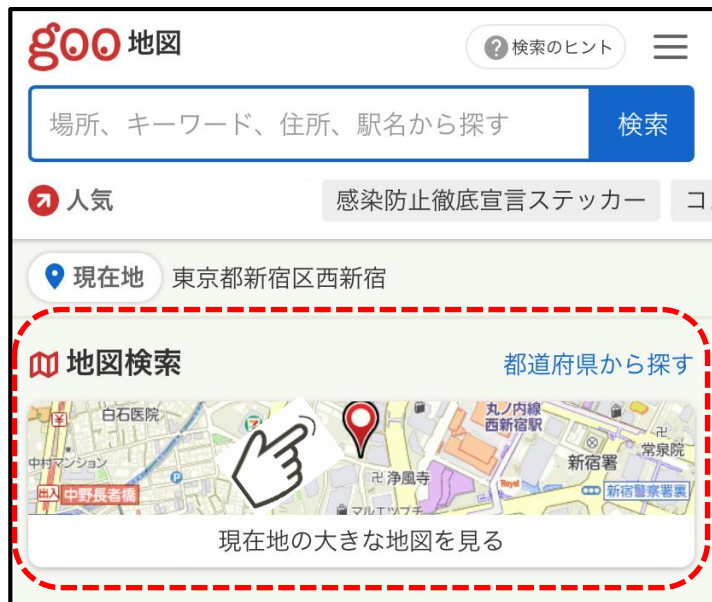 goo地図
検索のヒント
場所、キーワード、住所、駅名から探す
検索
人気
感染防止徹底宣言ステッカー
現在地
東京都新宿区西新宿
地図検索
都道府県から探す
白石医院
丸ノ内線
西新宿駅
常泉院
中村マンション
新宿署
浄風寺
出入
中野長者橋
Royal
新宿警察署裏
現在地の大きな地図を見る